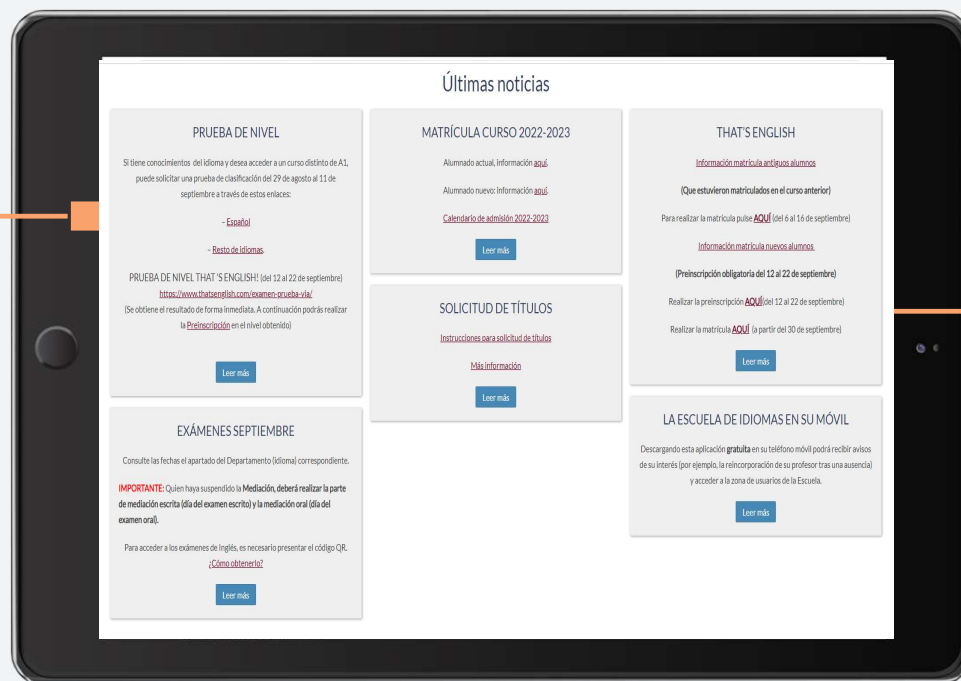 Últimas noticias
PRUEBA DE NIVEL
Si tiene conocimientos del idioma y desea acceder a un curso distinto de A1,
puede solicitar una prueba de clasificación del 29 de agosto al 11 de
septiembre a través de estos enlaces:
– Español
– Resto de idiomas.
PRUEBA DE NIVEL THAT 'S ENGLISH! (del 12 al 22 de septiembre)
https://www.thatsenglish.com/examen-prueba-vía/
(Se obtiene el resultado de forma inmediata. A continuación podrás realizar
la Preinscripción en el nivel obtenido)
Leer más
EXÁMENES SEPTIEMBRE
Consulte las fechas el apartado del Departamento (idioma) correspondiente.
IMPORTANTE: Quien haya suspendido la Mediación, deberá realizar la parte
de mediación escrita (día del examen escrito) y la mediación oral (día del
examen oral).
Para acceder a los exámenes de Inglés, es necesario presentar el código QR.
¿Cómo obtenerlo?
Leer más
MATRÍCULA CURSO 2022-2023
Alumnado actual, información aquí.
Alumnado nuevo: información aquí.
Calendario de admisión 2022-2023
Leer más
SOLICITUD DE TÍTULOS
Instrucciones para solicitud de títulos
Más información
Leer más
THAT'S ENGLISH
Información matrícula antiguos alumnos
(Que estuvieron matriculados en el curso anterior)
Para realizar la matrícula pulse AQUÍ (del 6 al 16 de septiembre)
Información matrícula nuevos alumnos
(Preinscripción obligatoria del 12 al 22 de septiembre)
Realizar la preinscripción AQUÍ(del 12 al 22 de septiembre)
Realizar la matrícula AQUÍ (a partir del 30 de septiembre)
Leer más
LA ESCUELA DE IDIOMAS EN SU MÓVIL
Descargando esta aplicación gratuita en su teléfono móvil podrá recibir avisos
de su interés (por ejemplo, la reincorporación de su profesor tras una ausencia)
y acceder a la zona de usuarios de la Escuela.
Leer más